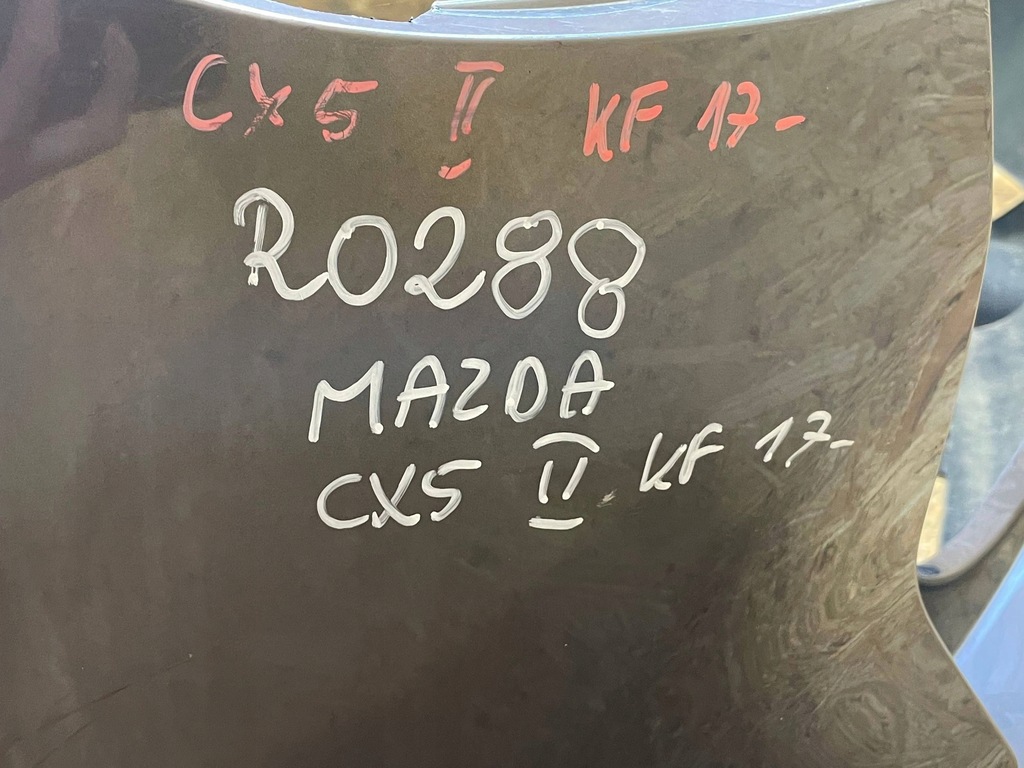 CX5 II KF 17-
R0288
MAZDA
CX5 II KF 17-